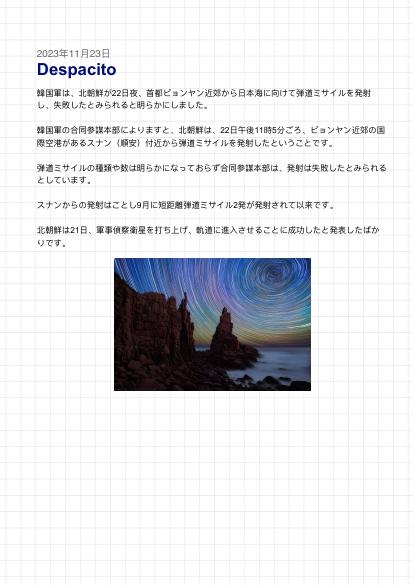 2023年11月23日
Despacito
韓国軍は、北朝鮮が22日夜、首都ピョンヤン近郊から日本海に向けて弾道ミサイルを発射
し、失敗したとみられると明らかにしました。
韓国軍の合同参謀本部によりますと、北朝鮮は、22日午後11時5分ごろ、ピョンヤン近郊の国
際空港があるスナン（順安）付近から弾道ミサイルを発射したということです。
弾道ミサイルの種類や数は明らかになっておらず合同参謀本部は、発射は失敗したとみられる
としています。
スナンからの発射はことし9月に短距離弾道ミサイル2発が発射されて以来です。
北朝鮮は21日、軍事偵察衛星を打ち上げ、軌道に進入させることに成功したと発表したばか
りです。